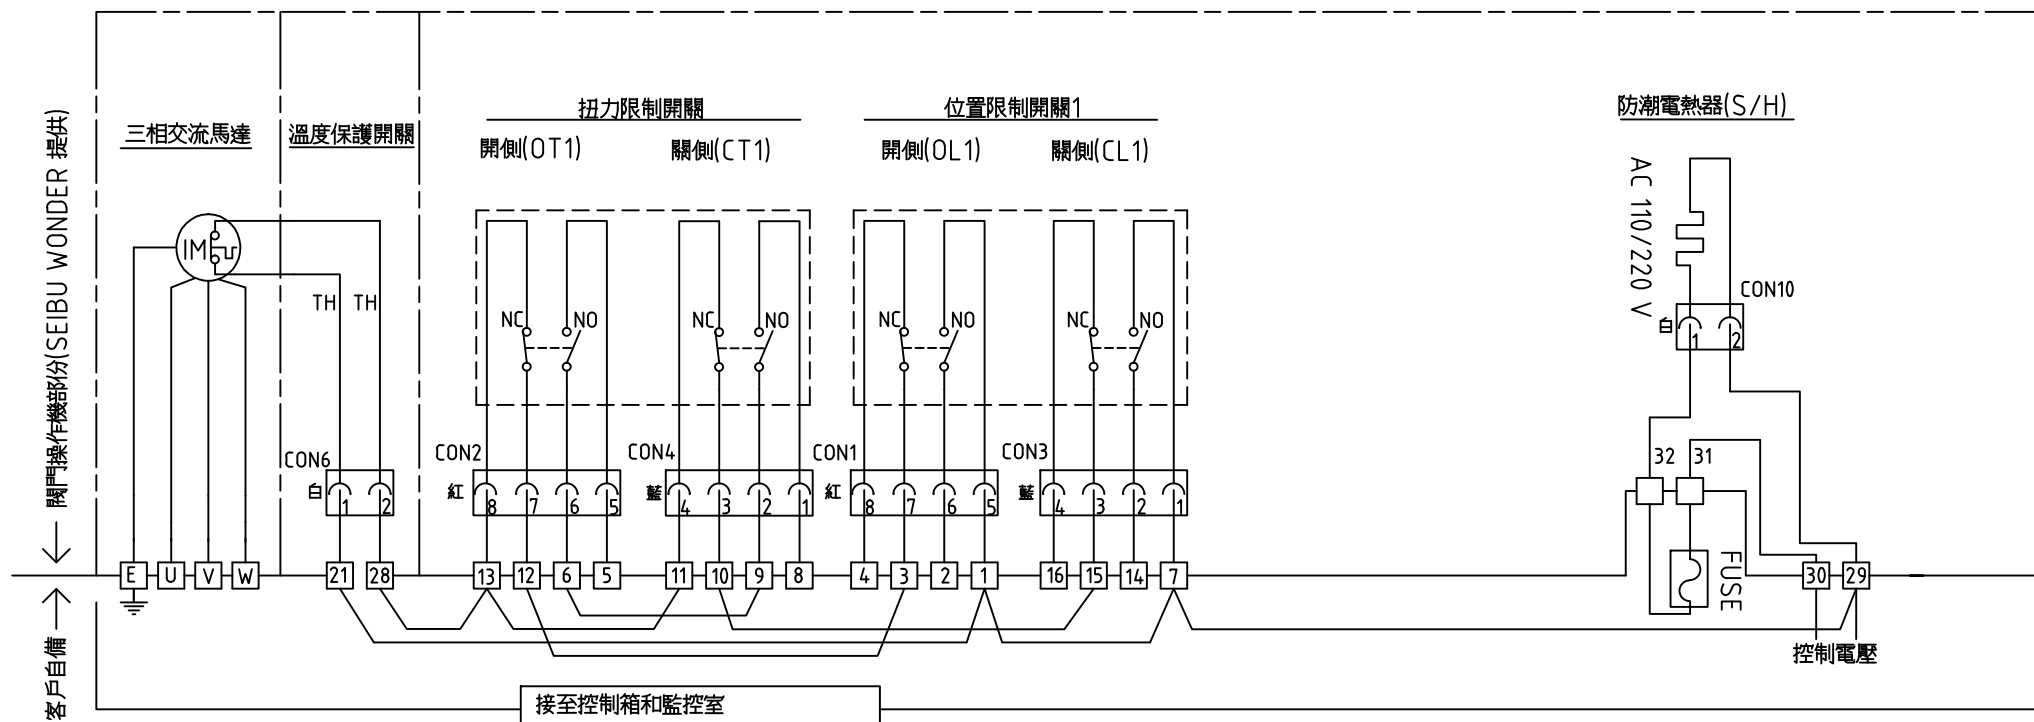 閥門操作機部份(SEIBU WONDER 提供)
客戶自備
三相交流馬達
溫度保護開關
扭力限制開關
開側(OT1)
關側(CT1)
位置限制開關1
開側(OL1)
關側(CL1)
防潮電熱器(S/H)
AC 110/220 V
IM
TH TH
NC NO
NC NO
NC NO
NC NO
CON10
白
1 2
CON6
白
1 2
CON2
紅
8 7 6 5
CON4
藍
4 3 2 1
CON1
紅
8 7 6 5
CON3
藍
4 3 2 1
32 31
FUSE
E U V W 21 28 13 12 6 5 11 10 9 8 4 3 2 1 16 15 14 7 30 29
控制電壓
接至控制箱和監控室